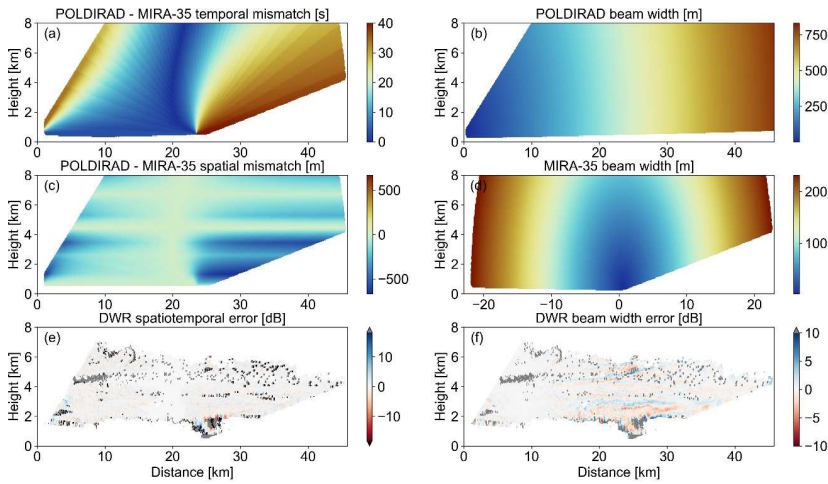 POLDIRAD - MIRA-35 temporal mismatch [s]
POLDIRAD beam width [m]
(a)
(b)
Height [km]
8
6
4
2
0
0 10 20 30 40
40
30
20
10
0
Height [km]
8
6
4
2
0
0 10 20 30 40
750
500
250
POLDIRAD - MIRA-35 spatial mismatch [m]
MIRA-35 beam width [m]
(c)
(d)
Height [km]
8
6
4
2
0
0 10 20 30 40
500
0
−500
Height [km]
8
6
4
2
0
−20 −10 0 10 20
200
100
DWR spatiotemporal error [dB]
DWR beam width error [dB]
(e)
(f)
Height [km]
8
6
4
2
0
0 10 20 30 40
Distance [km]
10
0
−10
Height [km]
8
6
4
2
0
0 10 20 30 40
Distance [km]
10
5
0
−5
−10